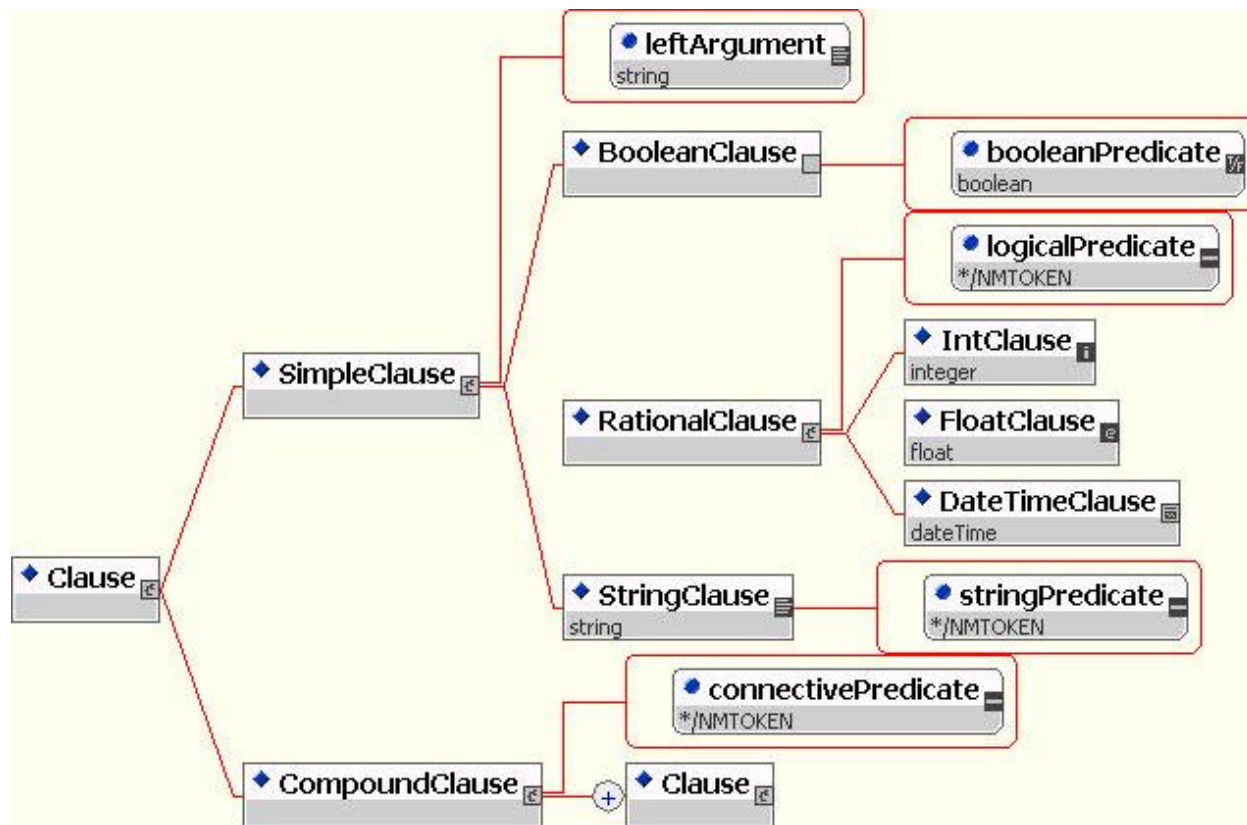 leftArgument
string
BooleanClause
booleanPredicate
boolean
logicalPredicate
*/NMTOKEN
IntClause
integer
SimpleClause
RationalClause
FloatClause
float
DateTimeClause
dateTime
Clause
StringClause
string
stringPredicate
*/NMTOKEN
connectivePredicate
*/NMTOKEN
CompoundClause
+
Clause